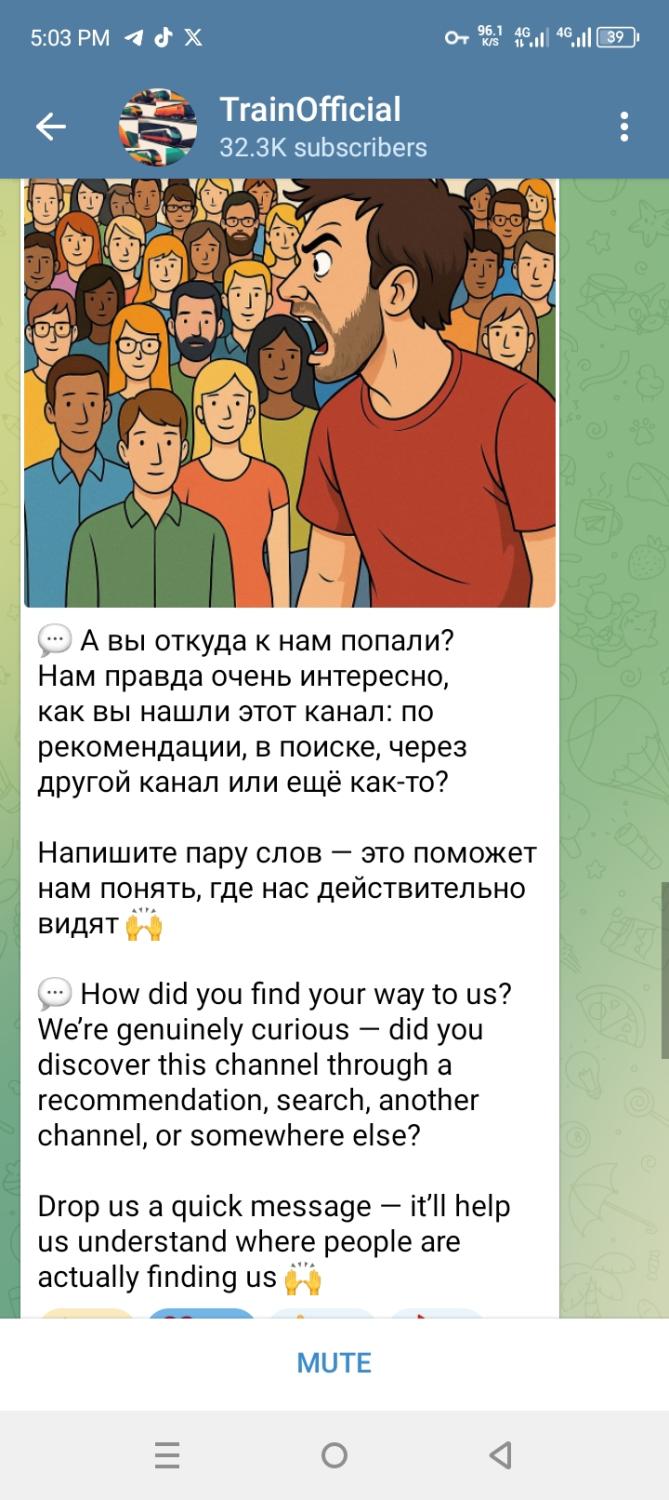 5:03 PM
96.1
K/S
4G
4G
39
TrainOfficial
32.3K subscribers
💬 А вы откуда к нам попали?
Нам правда очень интересно,
как вы нашли этот канал: по
рекомендации, в поиске, через
другой канал или ещё как-то?
Напишите пару слов — это поможет
нам понять, где нас действительно
видят 🙌
💬 How did you find your way to us?
We’re genuinely curious — did you
discover this channel through a
recommendation, search, another
channel, or somewhere else?
Drop us a quick message — it’ll help
us understand where people are
actually finding us 🙌
MUTE